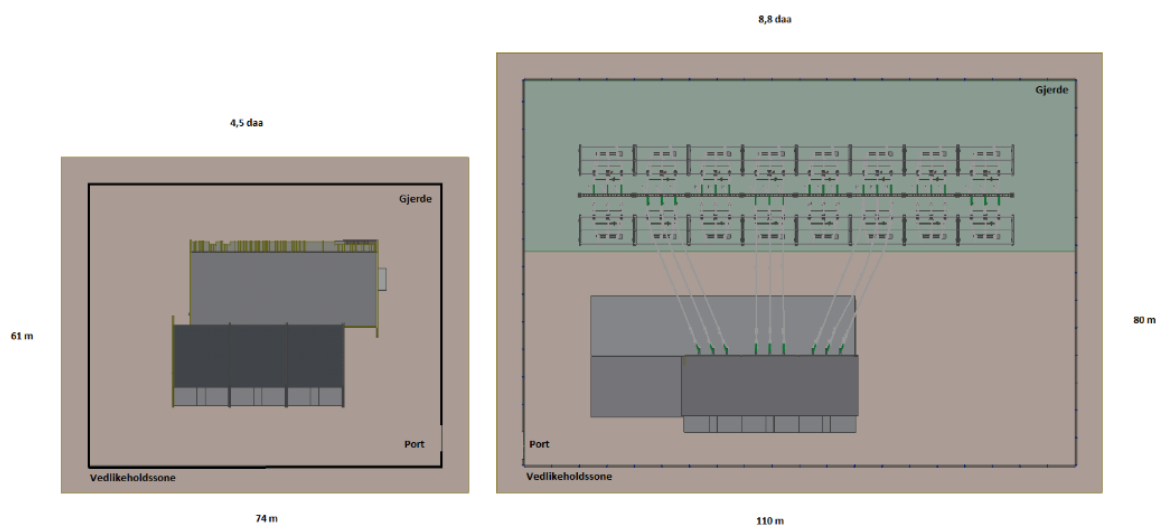 8,8 daa
Gjerde
4,5 daa
Gjerde
61 m
80 m
Port
Port
Vedlikeholdssone
Vedlikeholdssone
74 m
110 m